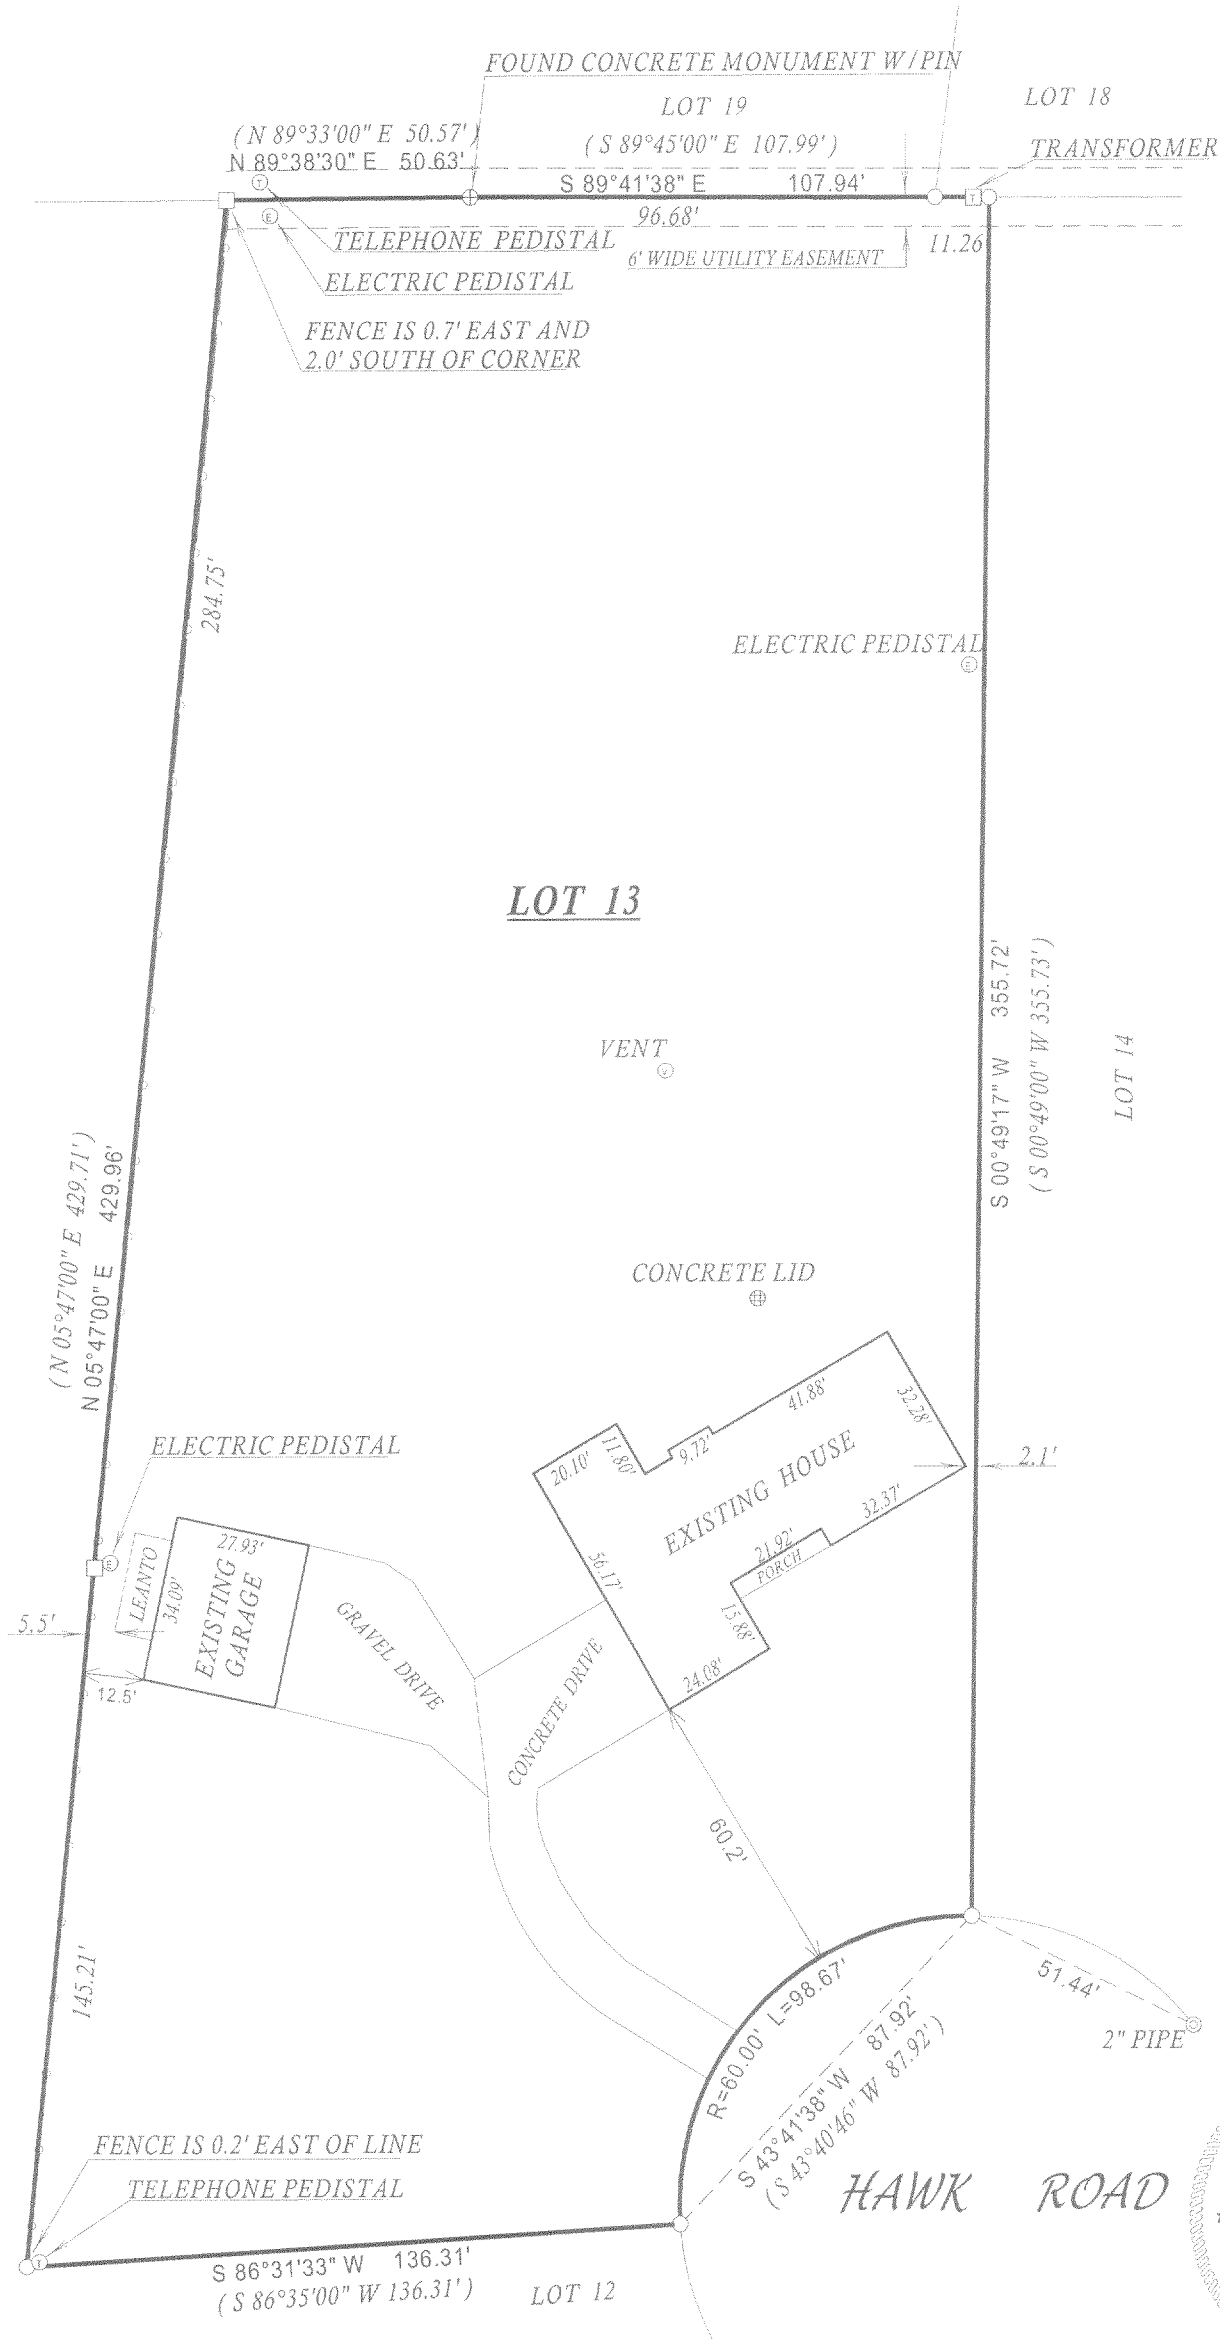 FOUND CONCRETE MONUMENT W/PIN
LOT 19
LOT 18
( N 89°33'00" E 50.57')
( S 89°45'00" E 107.99')
TRANSFORMER
N 89°38'30" E 50.63'
S 89°41'38" E 107.94'
T
T
E
96.68'
11.26
TELEPHONE PEDISTAL
6' WIDE UTILITY EASEMENT
ELECTRIC PEDISTAL
FENCE IS 0.7' EAST AND
2.0' SOUTH OF CORNER
284.75'
ELECTRIC PEDISTAL
E
LOT 13
S 00°49'17" W 355.72'
( S 00°49'00" W 355.73')
LOT 14
VENT
V
( N 05°47'00" E 429.71')
N 05°47'00" E 429.96'
CONCRETE LID
41.88'
32.28'
ELECTRIC PEDISTAL
E
20.10'
11.80'
9.72'
EXISTING HOUSE
2.1'
32.37'
21.92'
PORCH
56.17'
15.88'
24.08'
27.93'
LEANTO
34.09'
EXISTING
GARAGE
5.5'
12.5'
GRAVEL DRIVE
CONCRETE DRIVE
60.2'
145.21'
R=60.00' L=98.67'
51.44'
2" PIPE
S 43°41'38" W 87.92'
( S 43°40'46" W 87.92')
HAWK ROAD
FENCE IS 0.2' EAST OF LINE
TELEPHONE PEDISTAL
T
S 86°31'33" W 136.31'
( S 86°35'00" W 136.31')
LOT 12